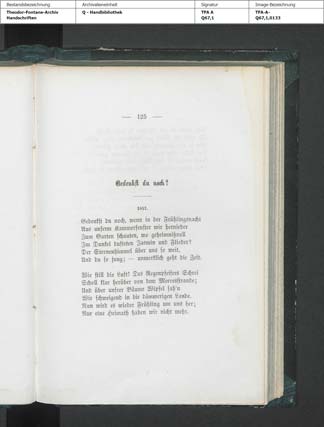 Bestandsbezeichnung Archivalieneinheit Signatur Image-Bezeichnung
Theodor-Fontane-Archiv Q - Handbibliothek TFA A TFA-A-
Handschriften Q67,1 Q67,1,0133
— 125 —
Gedenkst du noch?
1857.
Gedenkst du noch, wenn in der Frühlingsnacht
Aus unserm Kammerfenster wir hernieder
Zum Garten schauten, wo geheimnißvoll
Im Dunkel dufteten Jasmin und Flieder?
Der Sternenhimmel über uns so weit,
Und du so jung; — unmerklich geht die Zeit.
Wie still die Luft! Des Regenpfeifers Schrei
Scholl klar herüber von dem Meeresstrande;
Und über unsrer Bäume Wipfel sah'n
Wir schweigend in die dämmerigen Lande.
Nun wird es wieder Frühling um uns her;
Nur eine Heimath haben wir nicht mehr.